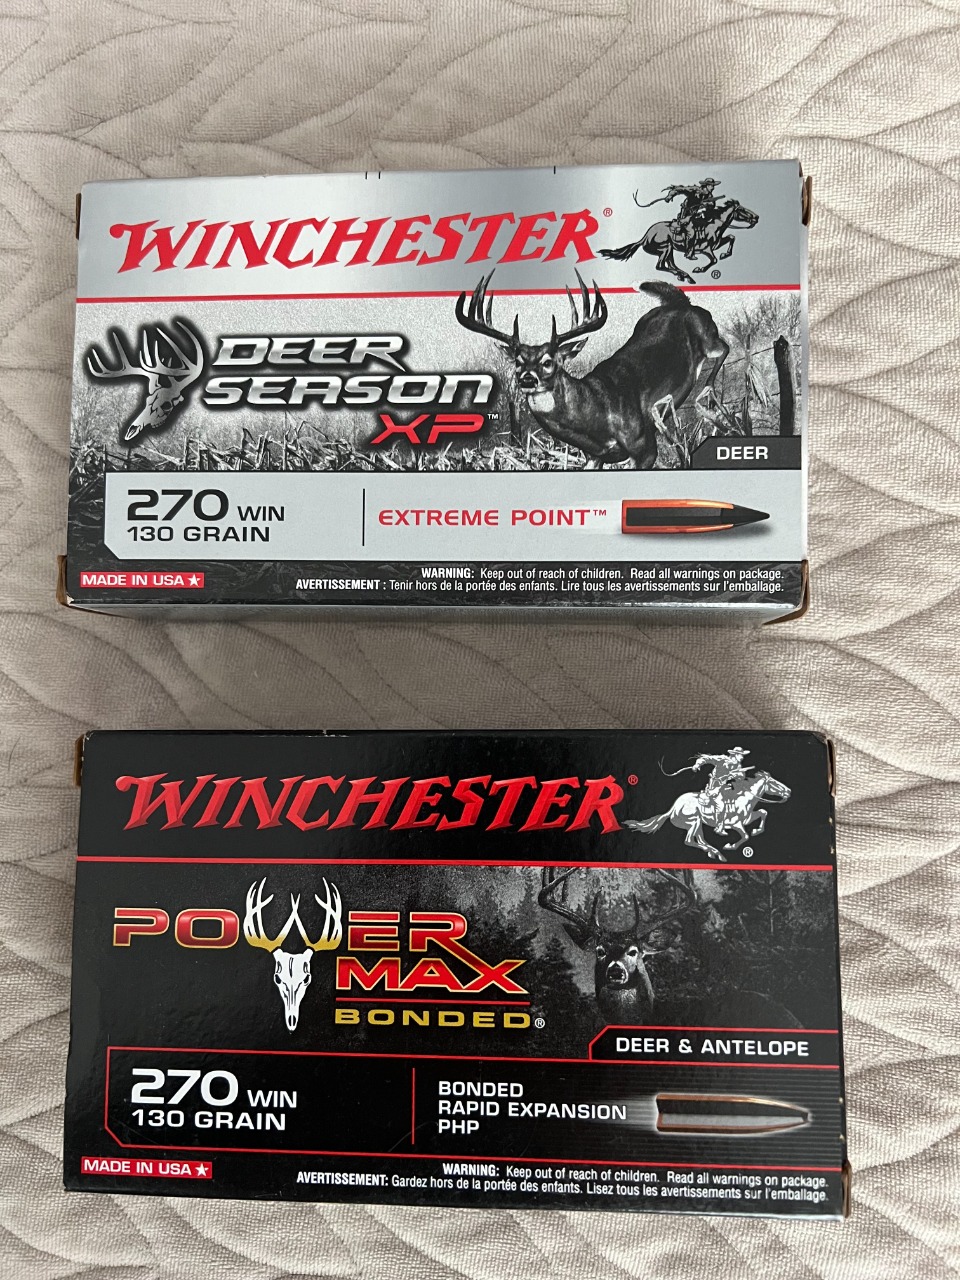 WINCHESTER®
®
DEER
SEASON
XP™
DEER
270 WIN
130 GRAIN
EXTREME POINT™
MADE IN USA
WARNING: Keep out of reach of children. Read all warnings on package.
AVERTISSEMENT : Tenir hors de la portée des enfants. Lire tous les avertissements sur l'emballage.
WINCHESTER®
®
POWER
MAX
BONDED®
DEER & ANTELOPE
270 WIN
130 GRAIN
BONDED
RAPID EXPANSION
PHP
MADE IN USA
WARNING: Keep out of reach of children. Read all warnings on package.
AVERTISSEMENT: Gardez hors de la portée des enfants. Lisez tous les avertissements sur l'emballage.